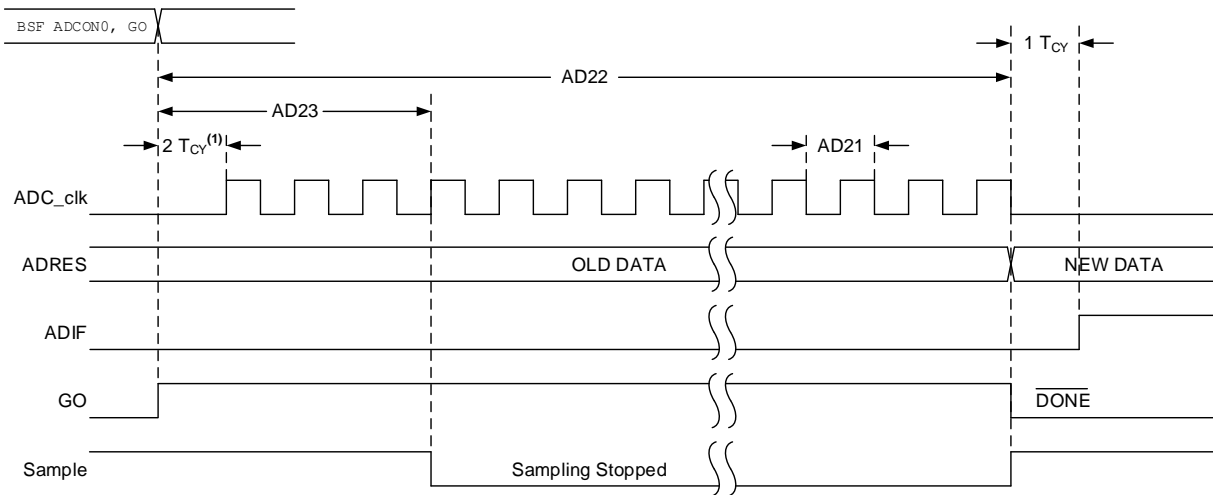 BSF ADCON0, GO
1 TCY
AD22
AD23
2 TCY(1)
AD21
ADC_clk
ADRES
OLD DATA
NEW DATA
ADIF
GO
DONE
Sample
Sampling Stopped